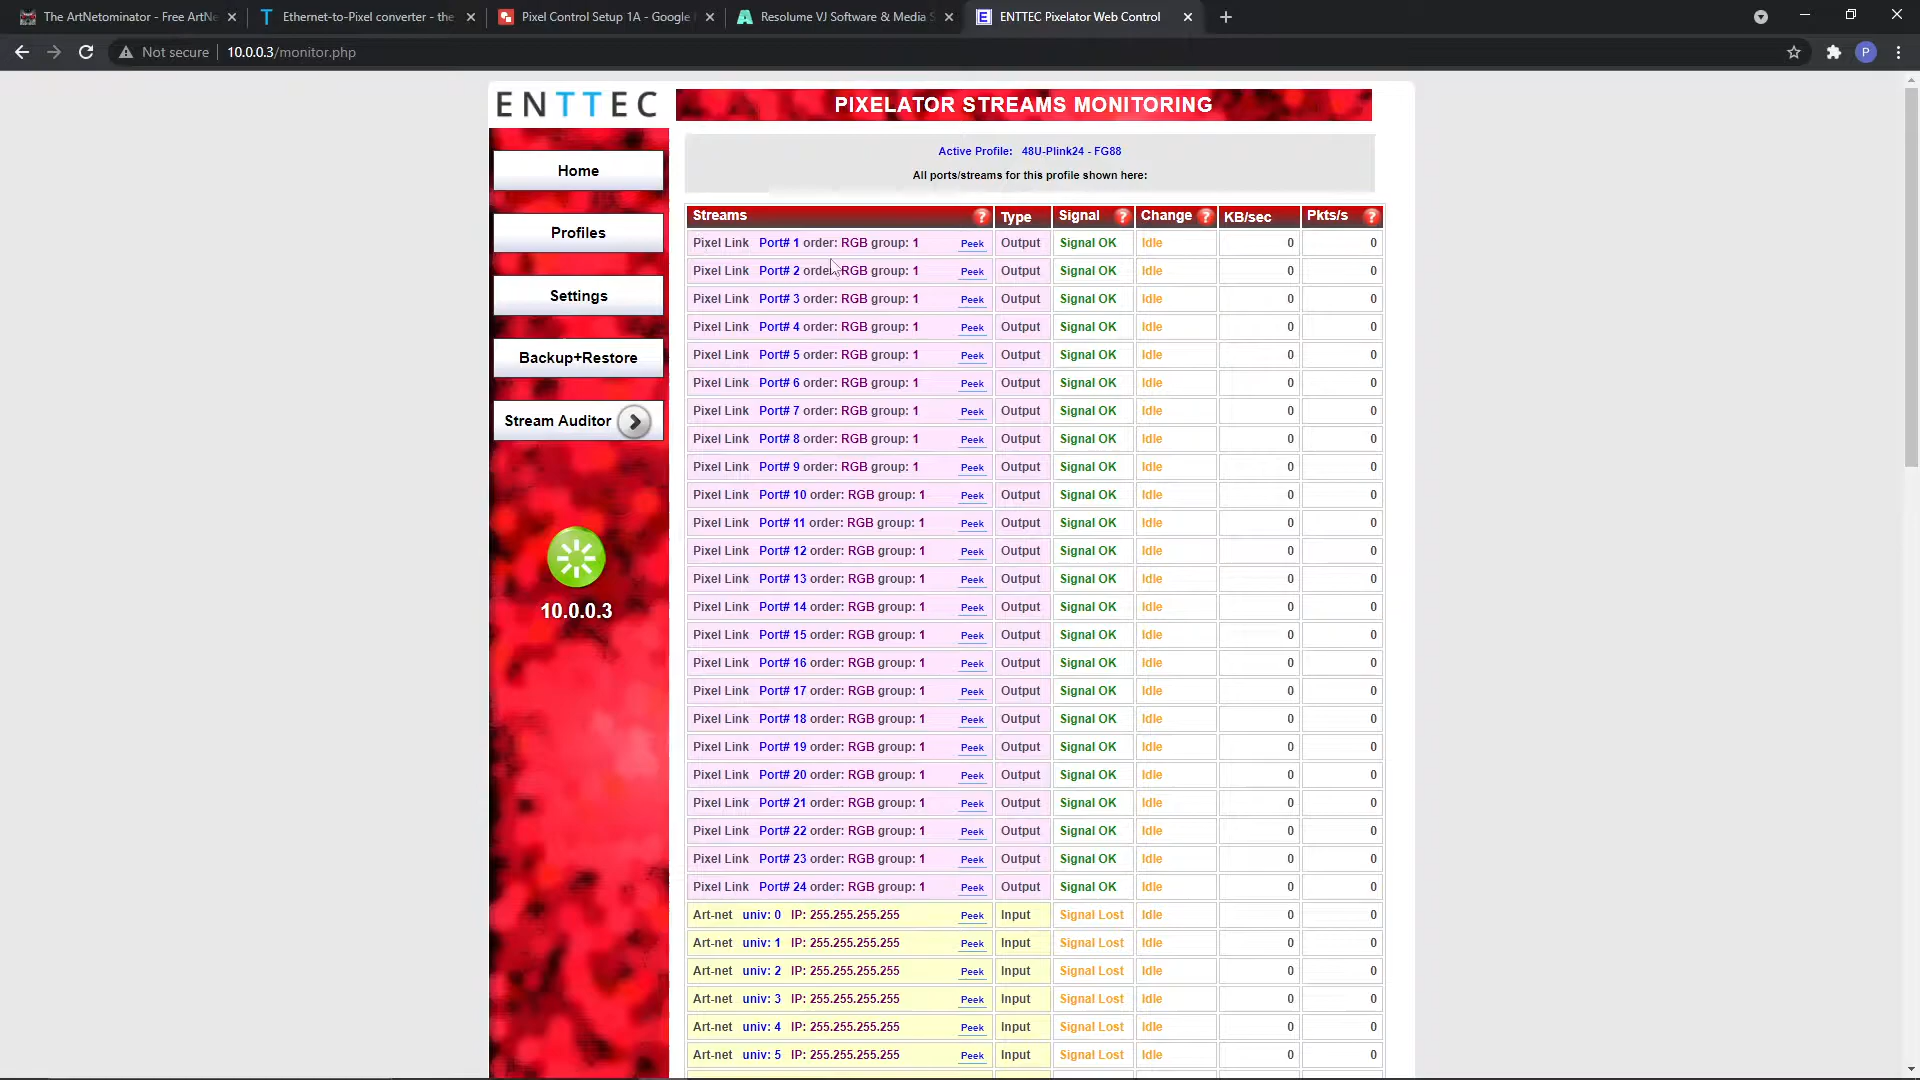 The ArtNetominator - Free ArtNe
Ethernet-to-Pixel converter - the
Pixel Control Setup 1A - Google
Resolume VJ Software & Media S
ENTTEC Pixelator Web Control
Not secure
10.0.0.3/monitor.php
P
ENTTEC
PIXELATOR STREAMS MONITORING
Home
Profiles
Settings
Backup+Restore
Stream Auditor
10.0.0.3
Active Profile: 48U-Plink24 - FG88
All ports/streams for this profile shown here:
Streams ? Type Signal ? Change ? KB/sec Pkts/s ?
Pixel Link Port# 1 order: RGB group: 1 Peek Output Signal OK Idle 0 0
Pixel Link Port# 2 order: RGB group: 1 Peek Output Signal OK Idle 0 0
Pixel Link Port# 3 order: RGB group: 1 Peek Output Signal OK Idle 0 0
Pixel Link Port# 4 order: RGB group: 1 Peek Output Signal OK Idle 0 0
Pixel Link Port# 5 order: RGB group: 1 Peek Output Signal OK Idle 0 0
Pixel Link Port# 6 order: RGB group: 1 Peek Output Signal OK Idle 0 0
Pixel Link Port# 7 order: RGB group: 1 Peek Output Signal OK Idle 0 0
Pixel Link Port# 8 order: RGB group: 1 Peek Output Signal OK Idle 0 0
Pixel Link Port# 9 order: RGB group: 1 Peek Output Signal OK Idle 0 0
Pixel Link Port# 10 order: RGB group: 1 Peek Output Signal OK Idle 0 0
Pixel Link Port# 11 order: RGB group: 1 Peek Output Signal OK Idle 0 0
Pixel Link Port# 12 order: RGB group: 1 Peek Output Signal OK Idle 0 0
Pixel Link Port# 13 order: RGB group: 1 Peek Output Signal OK Idle 0 0
Pixel Link Port# 14 order: RGB group: 1 Peek Output Signal OK Idle 0 0
Pixel Link Port# 15 order: RGB group: 1 Peek Output Signal OK Idle 0 0
Pixel Link Port# 16 order: RGB group: 1 Peek Output Signal OK Idle 0 0
Pixel Link Port# 17 order: RGB group: 1 Peek Output Signal OK Idle 0 0
Pixel Link Port# 18 order: RGB group: 1 Peek Output Signal OK Idle 0 0
Pixel Link Port# 19 order: RGB group: 1 Peek Output Signal OK Idle 0 0
Pixel Link Port# 20 order: RGB group: 1 Peek Output Signal OK Idle 0 0
Pixel Link Port# 21 order: RGB group: 1 Peek Output Signal OK Idle 0 0
Pixel Link Port# 22 order: RGB group: 1 Peek Output Signal OK Idle 0 0
Pixel Link Port# 23 order: RGB group: 1 Peek Output Signal OK Idle 0 0
Pixel Link Port# 24 order: RGB group: 1 Peek Output Signal OK Idle 0 0
Art-net univ: 0 IP: 255.255.255.255 Peek Input Signal Lost Idle 0 0
Art-net univ: 1 IP: 255.255.255.255 Peek Input Signal Lost Idle 0 0
Art-net univ: 2 IP: 255.255.255.255 Peek Input Signal Lost Idle 0 0
Art-net univ: 3 IP: 255.255.255.255 Peek Input Signal Lost Idle 0 0
Art-net univ: 4 IP: 255.255.255.255 Peek Input Signal Lost Idle 0 0
Art-net univ: 5 IP: 255.255.255.255 Peek Input Signal Lost Idle 0 0